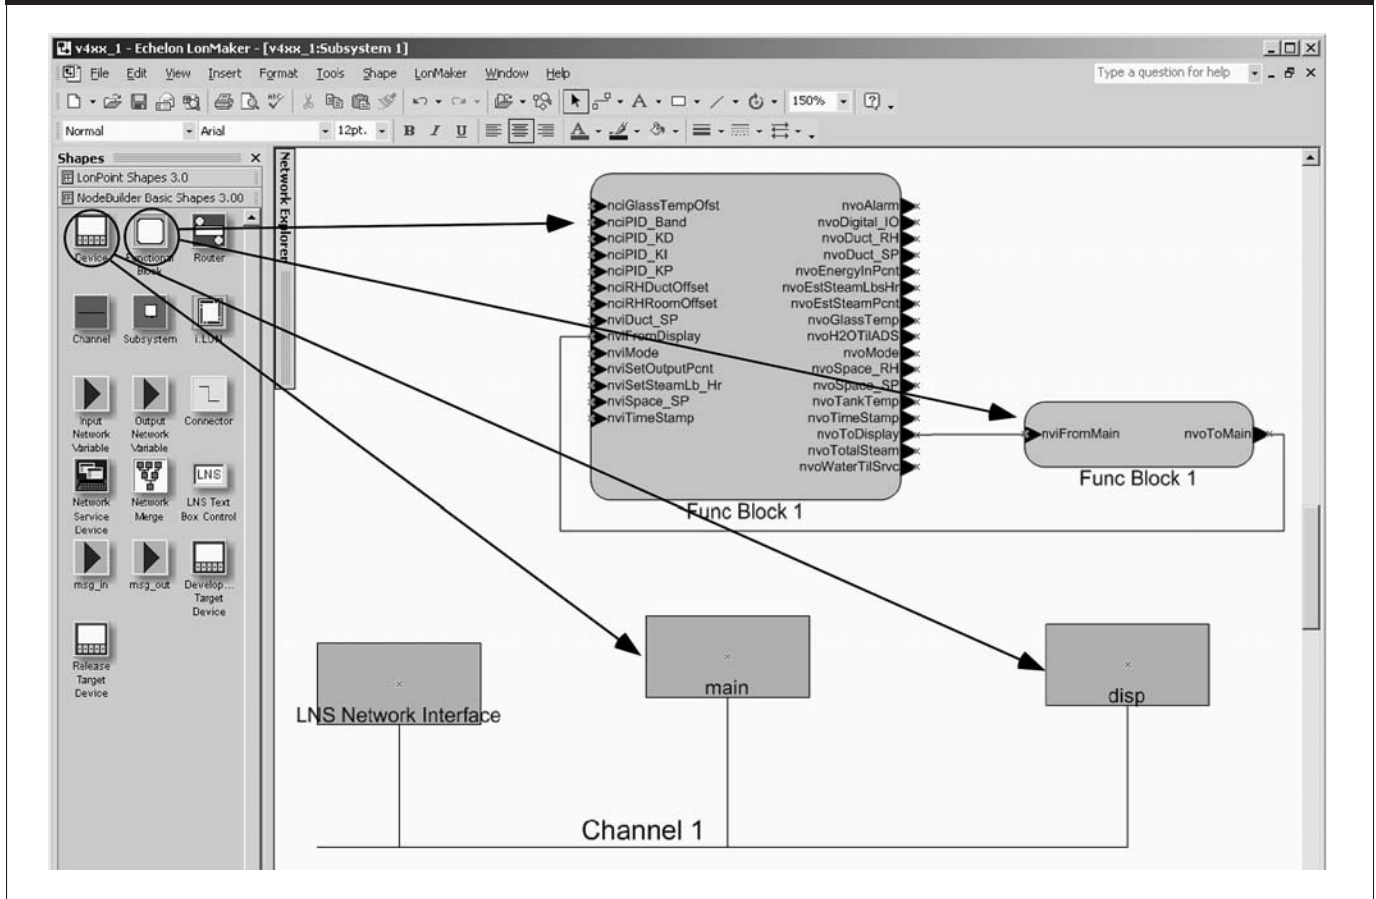 v4xx_1 - Echelon LonMaker - [v4xx_1:Subsystem 1]
File Edit View Insert Format Tools Shape LonMaker Window Help
Type a question for help
150%
Normal
Arial
12pt.
B I U
Shapes
LonPoint Shapes 3.0
NodeBuilder Basic Shapes 3.00
Device
Functional Block
Router
Channel
Subsystem
i.LON
Input Network Variable
Output Network Variable
Connector
Network Service Device
Network Merge
LNS
LNS Text Box Control
msg_in
msg_out
Develop... Target Device
Release Target Device
Network Explorer
nciGlassTempOfst
nciPID_Band
nciPID_KD
nciPID_KI
nciPID_KP
nciRHDuctOffset
nciRHRoomOffset
nviDuct_SP
nviFromDisplay
nviMode
nviSetOutputPcnt
nviSetSteamLb_Hr
nviSpace_SP
nviTimeStamp
nvoAlarm
nvoDigital_IO
nvoDuct_RH
nvoDuct_SP
nvoEnergyInPcnt
nvoEstSteamLbsHr
nvoEstSteamPcnt
nvoGlassTemp
nvoH2OTilADS
nvoMode
nvoSpace_RH
nvoSpace_SP
nvoTankTemp
nvoTimeStamp
nvoToDisplay
nvoTotalSteam
nvoWaterTilSrvc
Func Block 1
nviFromMain
nvoToMain
Func Block 1
LNS Network Interface
main
disp
Channel 1